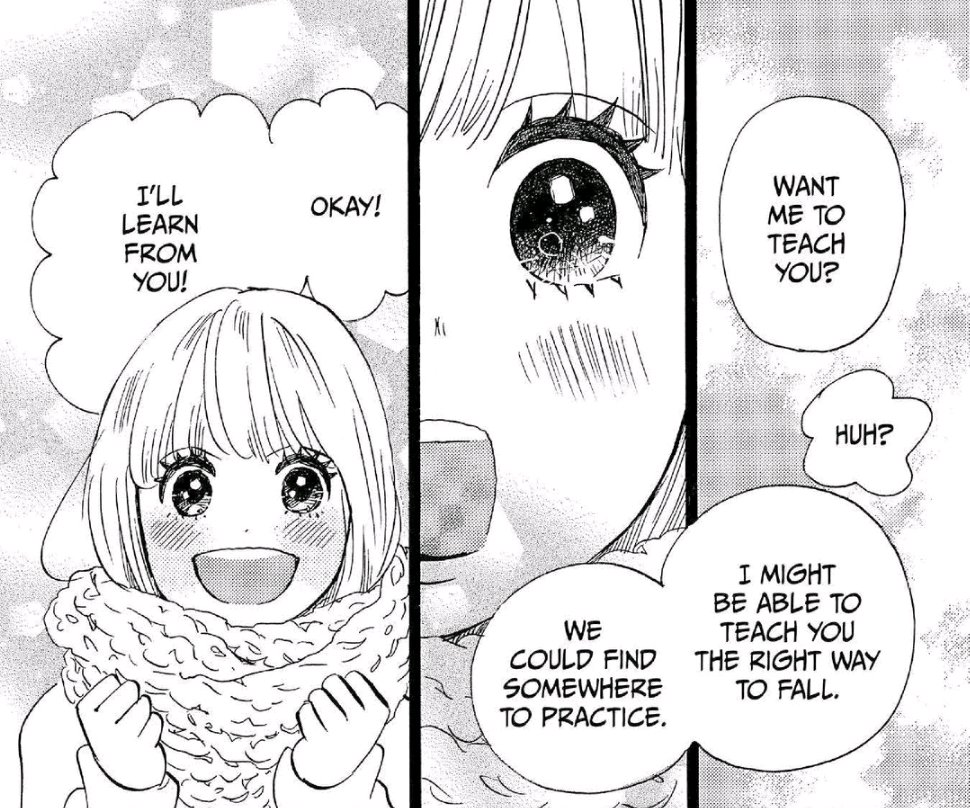 WANT
ME TO
TEACH
YOU?
HUH?
I MIGHT
BE ABLE TO
TEACH YOU
THE RIGHT WAY
TO FALL.
WE
COULD FIND
SOMEWHERE
TO PRACTICE.
OKAY!
I'LL
LEARN
FROM
YOU!